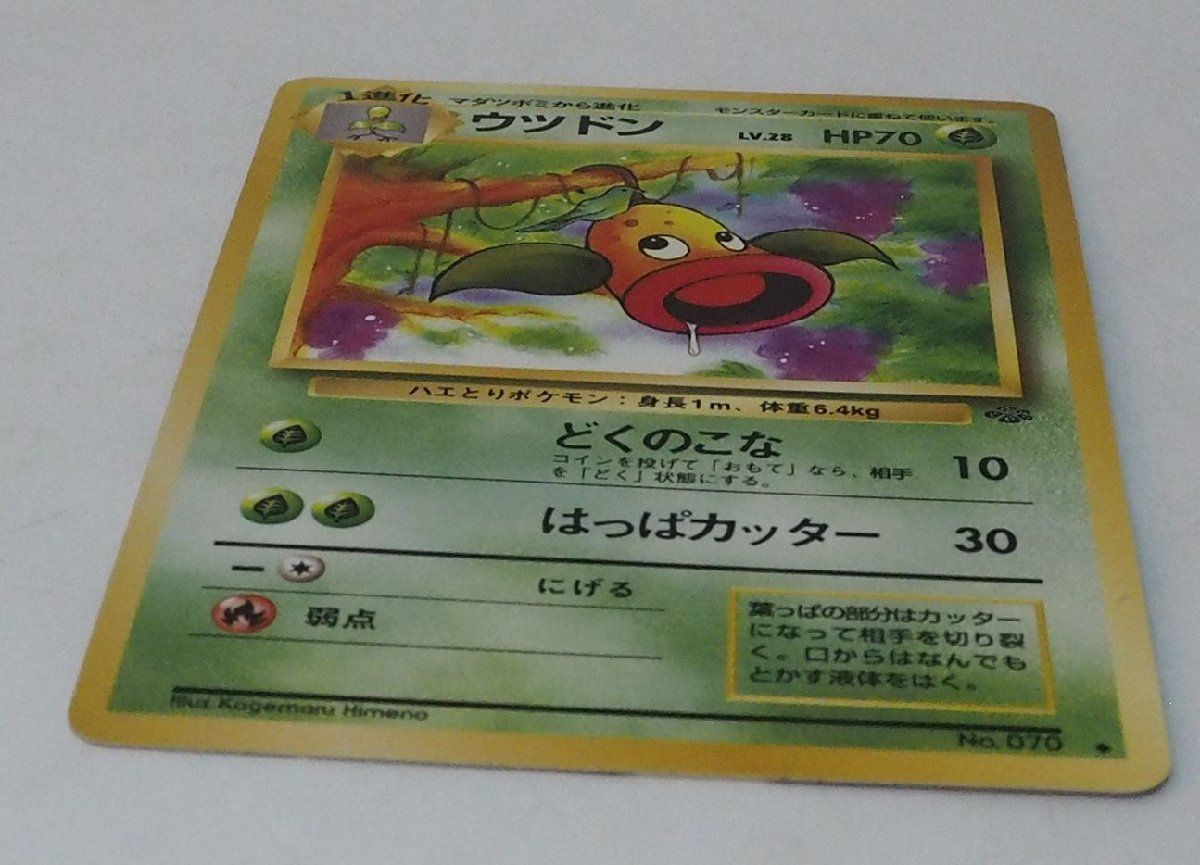 1進化 マダツボミから進化 モンスターカードに重ねて使います。
ウツドン LV.28 HP70
ハエとりポケモン：身長1m、体重6.4kg
どくのこな 10
コインを投げて「おもて」なら、相手
を「どく」状態にする。
はっぱカッター 30
にげる
弱点
葉っぱの部分はカッター
になって相手を切り裂
く。口からはなんでも
とかす液体をはく。
Illus. Kagemaru Himeno
No. 070